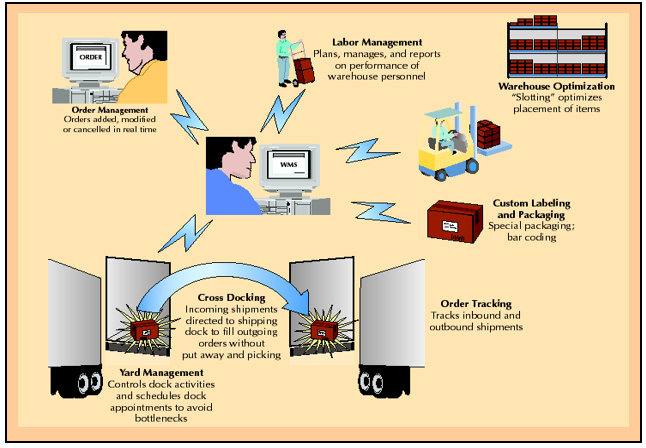 ORDER
Order Management
Orders added, modified
or cancelled in real time
Labor Management
Plans, manages, and reports
on performance of
warehouse personnel
Warehouse Optimization
“Slotting” optimizes
placement of items
WMS
Custom Labeling
and Packaging
Special packaging;
bar coding
Cross Docking
Incoming shipments
directed to shipping
dock to fill outgoing
orders without
put away and picking
Order Tracking
Tracks inbound and
outbound shipments
Yard Management
Controls dock activities
and schedules dock
appointments to avoid
bottlenecks